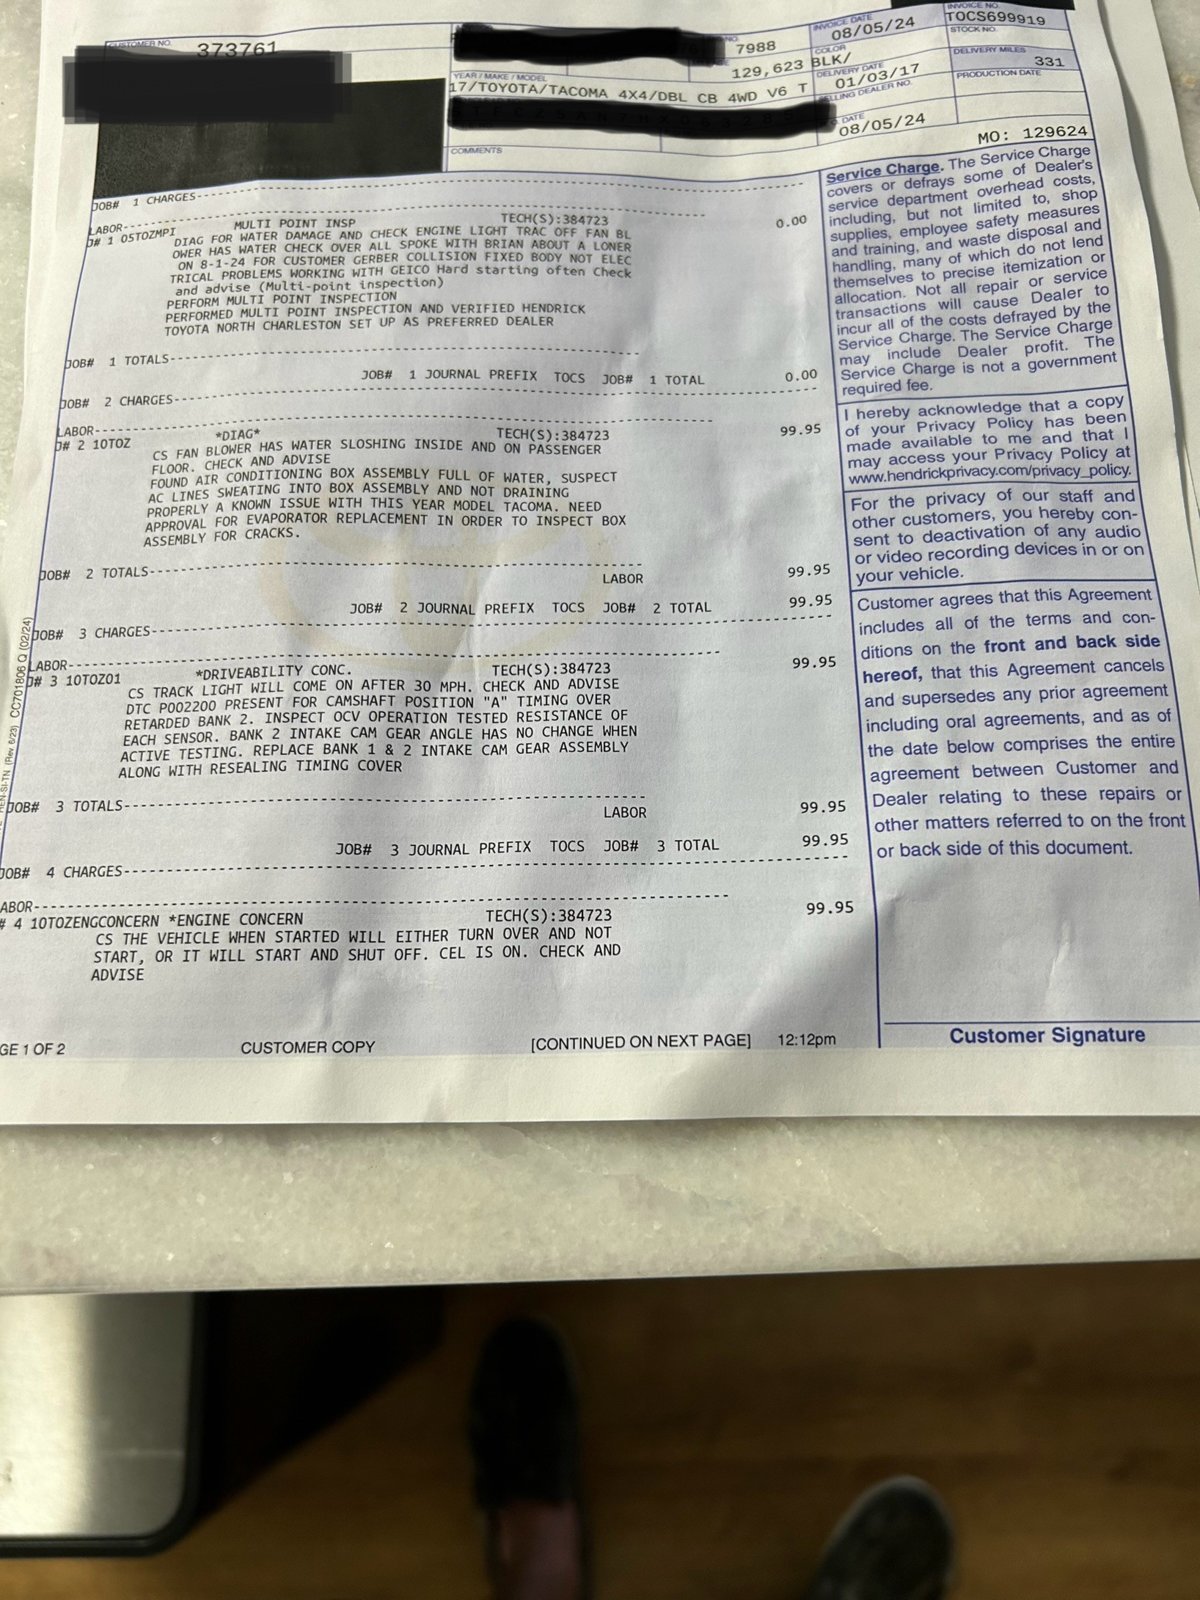 CUSTOMER NO.
373761
NO.
7988
INVOICE DATE
08/05/24
INVOICE NO.
TOCS699919
129,623
COLOR
BLK/
STOCK NO.
YEAR / MAKE / MODEL
17/TOYOTA/TACOMA 4X4/DBL CB 4WD V6 T
DELIVERY DATE
01/03/17
DELIVERY MILES
331
SELLING DEALER NO.
PRODUCTION DATE
DATE
08/05/24
COMMENTS
MO: 129624
JOB# 1 CHARGES
LABOR
J# 1 05TOZMPI MULTI POINT INSP TECH(S):384723 0.00
DIAG FOR WATER DAMAGE AND CHECK ENGINE LIGHT TRAC OFF FAN BL
OWER HAS WATER CHECK OVER ALL SPOKE WITH BRIAN ABOUT A LONER
ON 8-1-24 FOR CUSTOMER GERBER COLLISION FIXED BODY NOT ELEC
TRICAL PROBLEMS WORKING WITH GEICO Hard starting often Check
and advise (Multi-point inspection)
PERFORM MULTI POINT INSPECTION
PERFORMED MULTI POINT INSPECTION AND VERIFIED HENDRICK
TOYOTA NORTH CHARLESTON SET UP AS PREFERRED DEALER
JOB# 1 TOTALS
JOB# 1 JOURNAL PREFIX TOCS JOB# 1 TOTAL 0.00
JOB# 2 CHARGES
LABOR
J# 2 10TOZ *DIAG* TECH(S):384723 99.95
CS FAN BLOWER HAS WATER SLOSHING INSIDE AND ON PASSENGER
FLOOR. CHECK AND ADVISE
FOUND AIR CONDITIONING BOX ASSEMBLY FULL OF WATER, SUSPECT
AC LINES SWEATING INTO BOX ASSEMBLY AND NOT DRAINING
PROPERLY A KNOWN ISSUE WITH THIS YEAR MODEL TACOMA. NEED
APPROVAL FOR EVAPORATOR REPLACEMENT IN ORDER TO INSPECT BOX
ASSEMBLY FOR CRACKS.
JOB# 2 TOTALS
LABOR 99.95
JOB# 2 JOURNAL PREFIX TOCS JOB# 2 TOTAL 99.95
JOB# 3 CHARGES
LABOR
J# 3 10TOZ01 *DRIVEABILITY CONC. TECH(S):384723 99.95
CS TRACK LIGHT WILL COME ON AFTER 30 MPH. CHECK AND ADVISE
DTC P002200 PRESENT FOR CAMSHAFT POSITION "A" TIMING OVER
RETARDED BANK 2. INSPECT OCV OPERATION TESTED RESISTANCE OF
EACH SENSOR. BANK 2 INTAKE CAM GEAR ANGLE HAS NO CHANGE WHEN
ACTIVE TESTING. REPLACE BANK 1 & 2 INTAKE CAM GEAR ASSEMBLY
ALONG WITH RESEALING TIMING COVER
JOB# 3 TOTALS
LABOR 99.95
JOB# 3 JOURNAL PREFIX TOCS JOB# 3 TOTAL 99.95
JOB# 4 CHARGES
ABOR
# 4 10TOZENGCONCERN *ENGINE CONCERN TECH(S):384723 99.95
CS THE VEHICLE WHEN STARTED WILL EITHER TURN OVER AND NOT
START, OR IT WILL START AND SHUT OFF. CEL IS ON. CHECK AND
ADVISE
GE 1 OF 2 CUSTOMER COPY [CONTINUED ON NEXT PAGE] 12:12pm
Service Charge. The Service Charge
covers or defrays some of Dealer's
service department overhead costs,
including, but not limited to, shop
supplies, employee safety measures
and training, and waste disposal and
handling, many of which do not lend
themselves to precise itemization or
allocation. Not all repair or service
transactions will cause Dealer to
incur all of the costs defrayed by the
Service Charge. The Service Charge
may include Dealer profit. The
Service Charge is not a government
required fee.
I hereby acknowledge that a copy
of your Privacy Policy has been
made available to me and that I
may access your Privacy Policy at
www.hendrickprivacy.com/privacy_policy.
For the privacy of our staff and
other customers, you hereby con-
sent to deactivation of any audio
or video recording devices in or on
your vehicle.
Customer agrees that this Agreement
includes all of the terms and con-
ditions on the front and back side
hereof, that this Agreement cancels
and supersedes any prior agreement
including oral agreements, and as of
the date below comprises the entire
agreement between Customer and
Dealer relating to these repairs or
other matters referred to on the front
or back side of this document.
Customer Signature
CC701806 Q (02/24)
(Rev. 6/23)